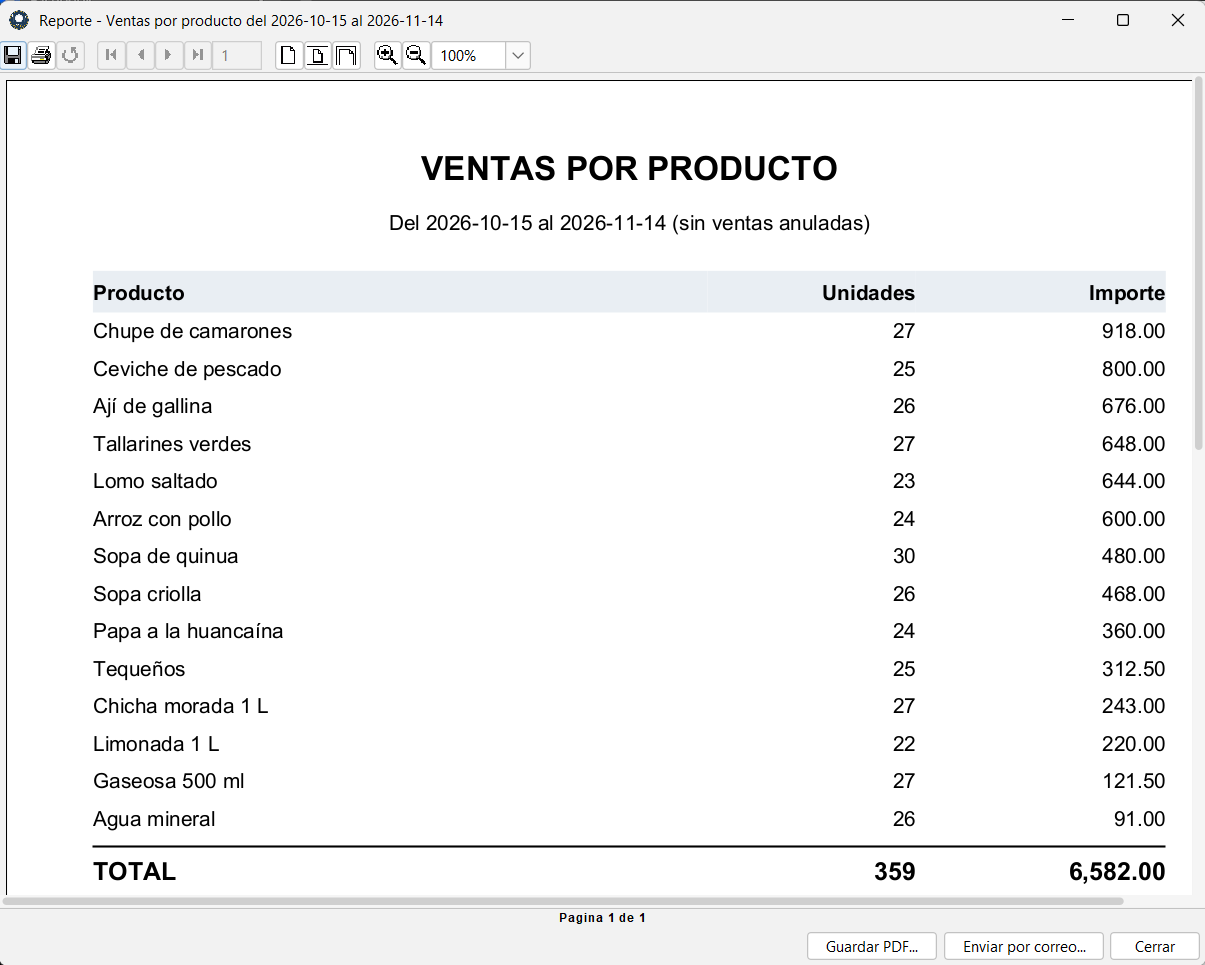 Reporte - Ventas por producto del 2026-10-15 al 2026-11-14
1
100%
VENTAS POR PRODUCTO
Del 2026-10-15 al 2026-11-14 (sin ventas anuladas)
Producto Unidades Importe
Chupe de camarones 27 918.00
Ceviche de pescado 25 800.00
Ají de gallina 26 676.00
Tallarines verdes 27 648.00
Lomo saltado 23 644.00
Arroz con pollo 24 600.00
Sopa de quinua 30 480.00
Sopa criolla 26 468.00
Papa a la huancaína 24 360.00
Tequeños 25 312.50
Chicha morada 1 L 27 243.00
Limonada 1 L 22 220.00
Gaseosa 500 ml 27 121.50
Agua mineral 26 91.00
TOTAL 359 6,582.00
Pagina 1 de 1
Guardar PDF... Enviar por correo... Cerrar